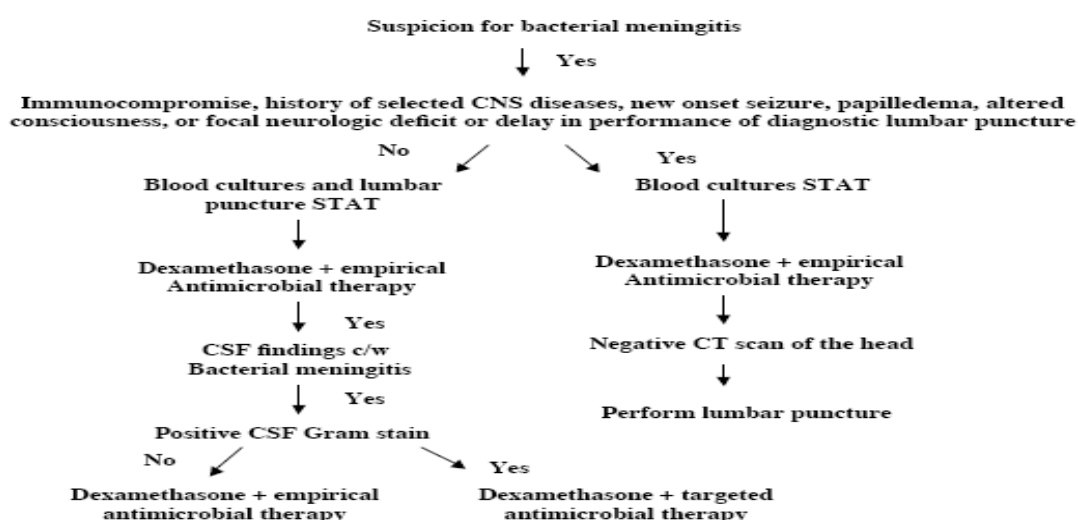 Suspicion for bacterial meningitis
Yes
Immunocompromise, history of selected CNS diseases, new onset seizure, papilledema, altered
consciousness, or focal neurologic deficit or delay in performance of diagnostic lumbar puncture
No
Yes
Blood cultures and lumbar
puncture STAT
Blood cultures STAT
Dexamethasone + empirical
Antimicrobial therapy
Dexamethasone + empirical
Antimicrobial therapy
Yes
CSF findings c/w
Bacterial meningitis
Negative CT scan of the head
Yes
Perform lumbar puncture
Positive CSF Gram stain
No
Yes
Dexamethasone + empirical
antimicrobial therapy
Dexamethasone + targeted
antimicrobial therapy